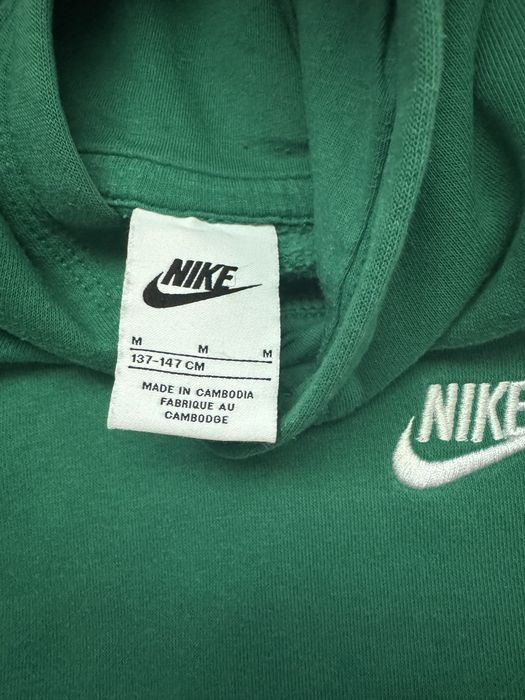 NIKE
M M M
137-147 CM
MADE IN CAMBODIA
FABRIQUE AU
CAMBODGE
NIKE